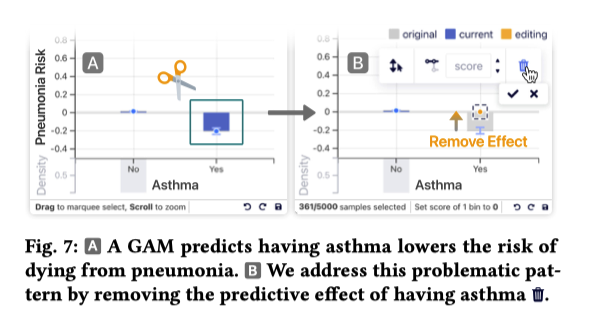 original current editing
Pneumonia Risk
Density
0.8
0.6
0.4
0.2
0
-0.2
-0.4
0.5
A
No
Yes
Asthma
Drag to marquee select, Scroll to zoom
Density
0.8
0.6
0.4
0.2
0
-0.2
-0.4
0.5
B
score
Remove Effect
No
Yes
Asthma
361/5000 samples selected Set score of 1 bin to 0
Fig. 7: A A GAM predicts having asthma lowers the risk of
dying from pneumonia. B We address this problematic pat-
tern by removing the predictive effect of having asthma .